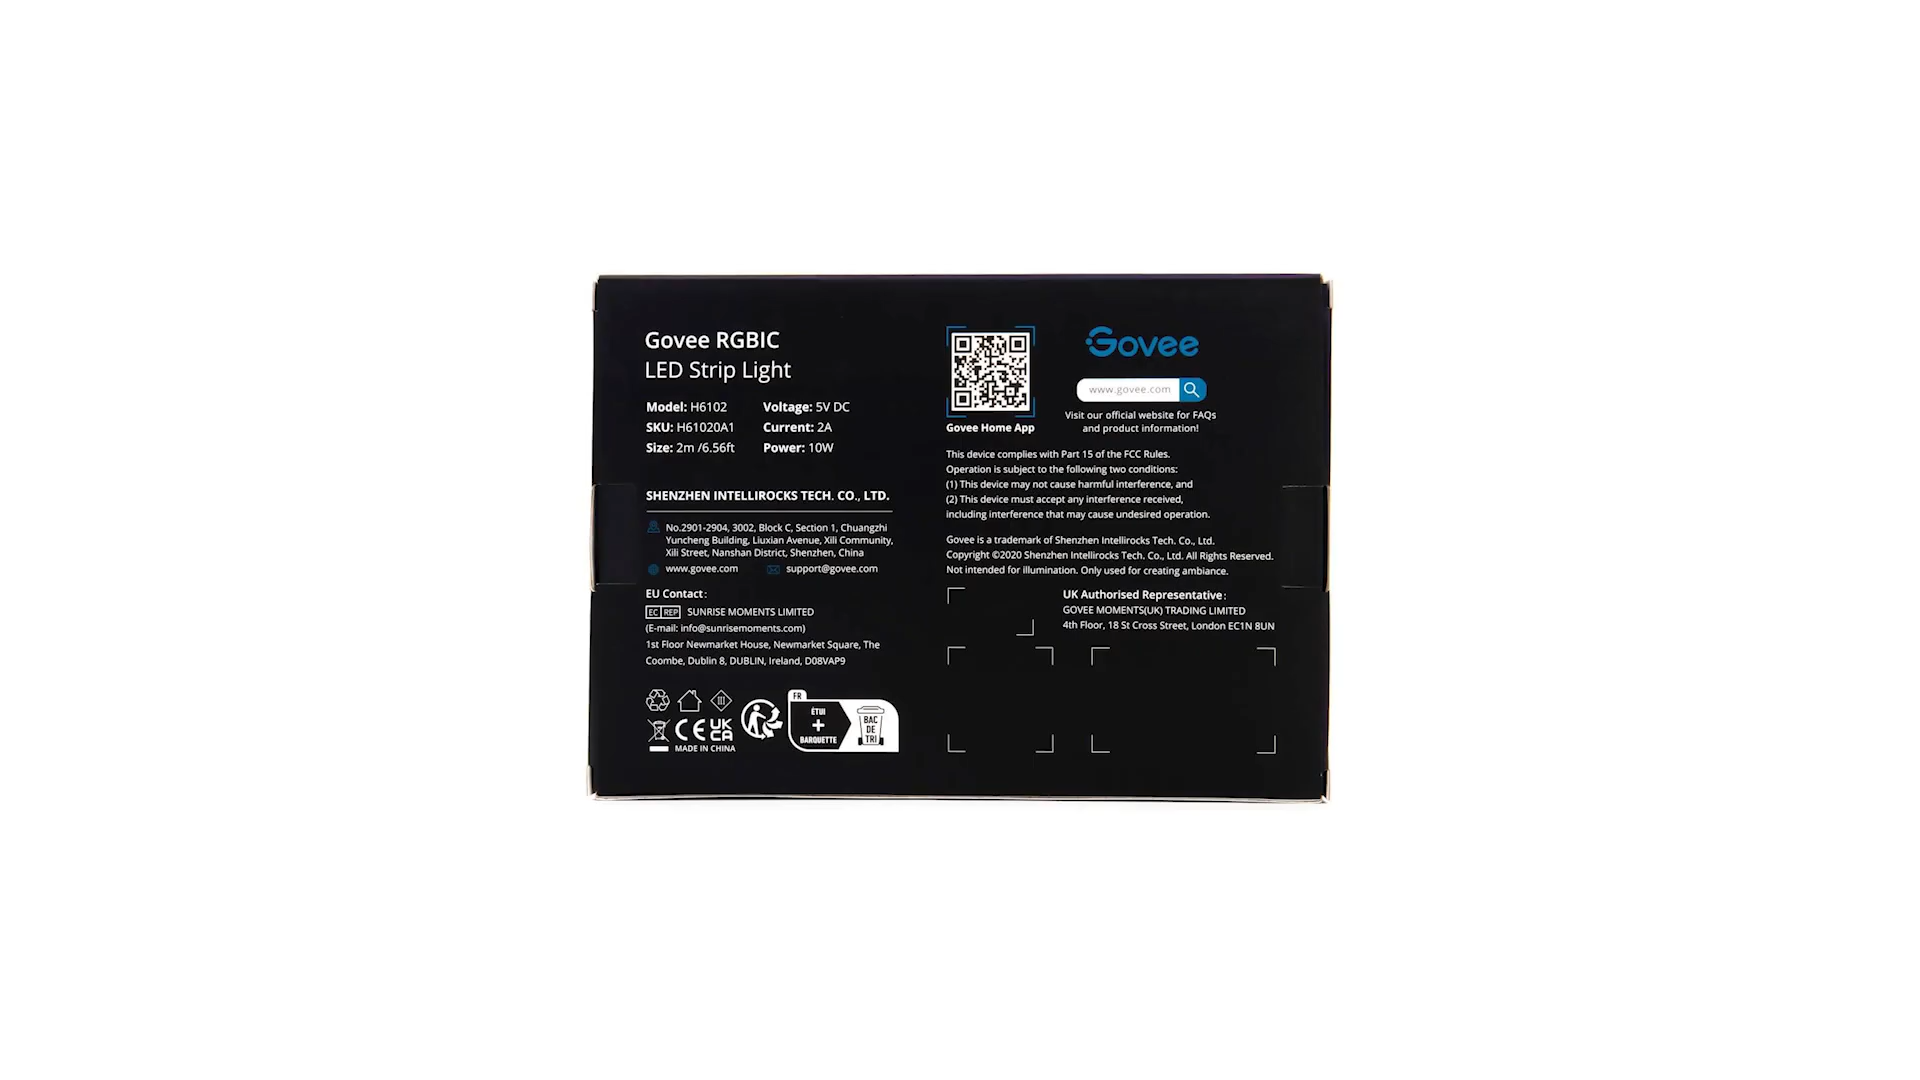 Govee RGBIC
LED Strip Light
Model: H6102 Voltage: 5V DC
SKU: H61020A1 Current: 2A
Size: 2m /6.56ft Power: 10W
SHENZHEN INTELLIROCKS TECH. CO., LTD.
No.2901-2904, 3002, Block C, Section 1, Chuangzhi
Yuncheng Building, Liuxian Avenue, Xili Community,
Xili Street, Nanshan District, Shenzhen, China
www.govee.com support@govee.com
EU Contact:
EC REP SUNRISE MOMENTS LIMITED
(E-mail: info@sunrisemoments.com)
1st Floor Newmarket House, Newmarket Square, The
Coombe, Dublin 8, DUBLIN, Ireland, D08VAP9
III
CE UK CA
MADE IN CHINA
FR
ÉTUI
+
BARQUETTE
BAC
DE
TRI
Govee Home App
Govee
www.govee.com
Visit our official website for FAQs
and product information!
This device complies with Part 15 of the FCC Rules.
Operation is subject to the following two conditions:
(1) This device may not cause harmful interference, and
(2) This device must accept any interference received,
including interference that may cause undesired operation.
Govee is a trademark of Shenzhen Intellirocks Tech. Co., Ltd.
Copyright ©2020 Shenzhen Intellirocks Tech. Co., Ltd. All Rights Reserved.
Not intended for illumination. Only used for creating ambiance.
UK Authorised Representative:
GOVEE MOMENTS(UK) TRADING LIMITED
4th Floor, 18 St Cross Street, London EC1N 8UN